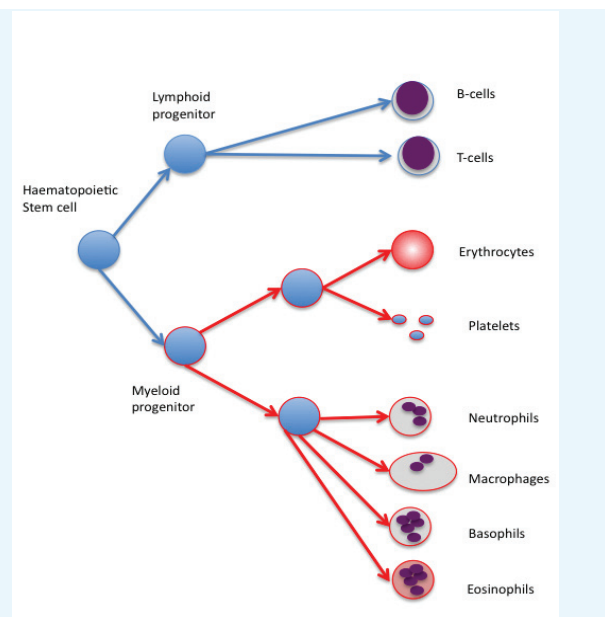 Lymphoid
progenitor
B-cells
T-cells
Haematopoietic
Stem cell
Erythrocytes
Platelets
Myeloid
progenitor
Neutrophils
Macrophages
Basophils
Eosinophils